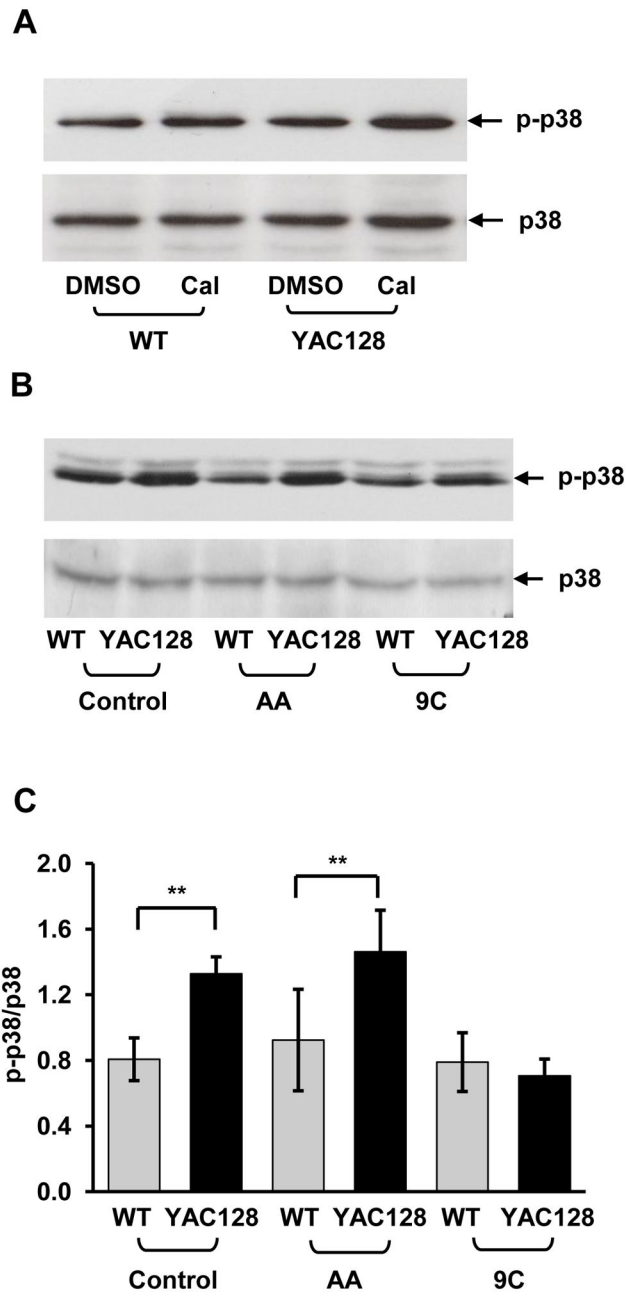 A
p-p38
p38
DMSO Cal DMSO Cal
WT YAC128
B
p-p38
p38
WT YAC128 WT YAC128 WT YAC128
Control AA 9C
C
p-p38/p38
2.0
1.6
1.2
0.8
0.4
0.0
**
**
WT YAC128 WT YAC128 WT YAC128
Control AA 9C